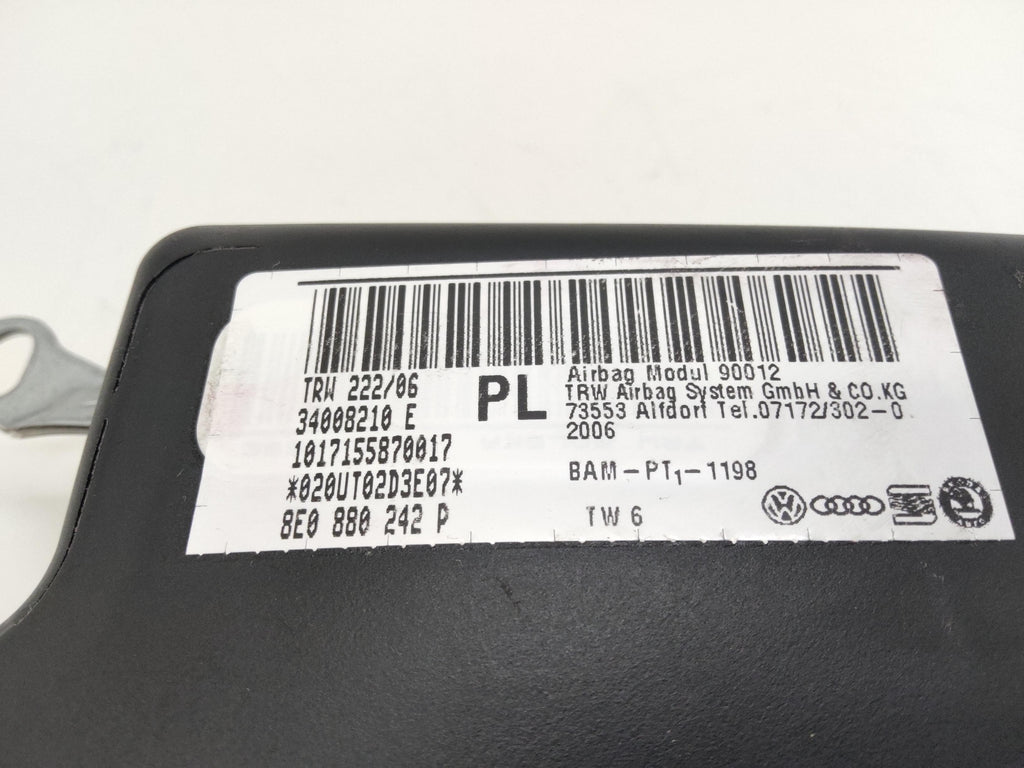 TRW 222/06
34008210 E
1017155870017
*020UT02D3E07*
8E0 880 242 P
PL
Airbag Modul 90012
TRW Airbag System GmbH & CO.KG
73553 Alfdorf Tel.07172/302-0
2006
BAM-PT1-1198
TW 6